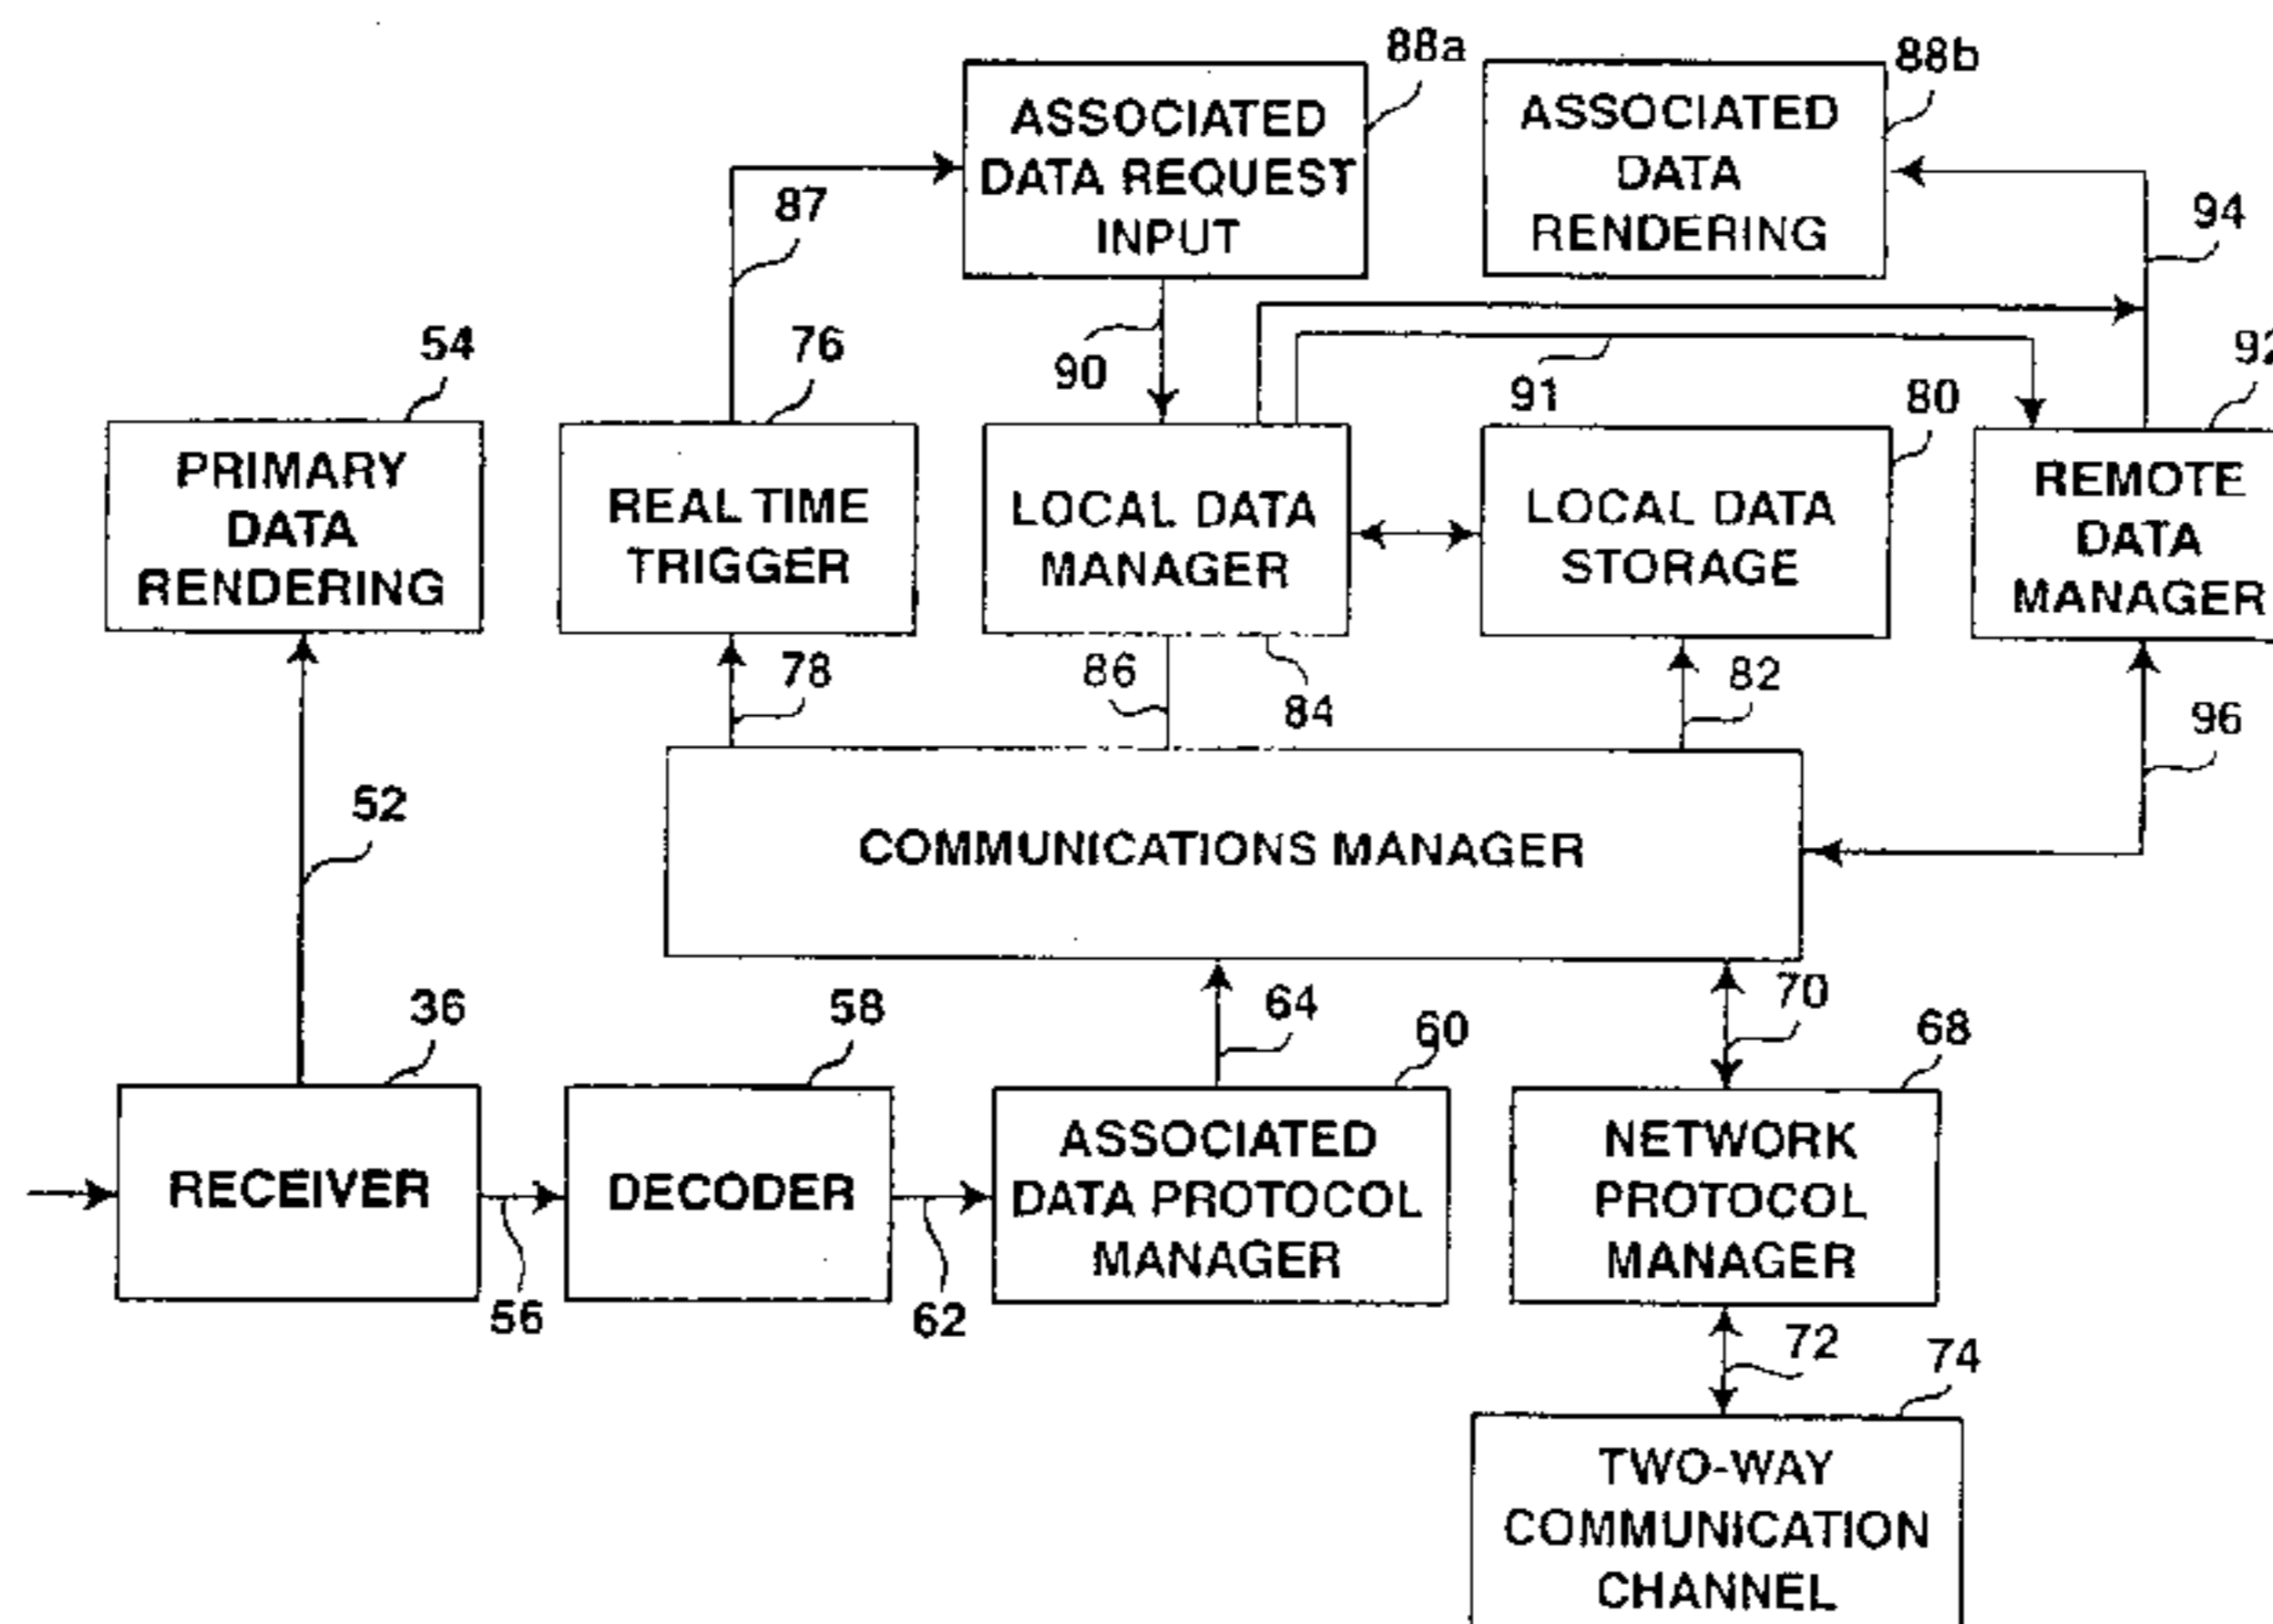 88a
88b
ASSOCIATED
DATA REQUEST
INPUT
ASSOCIATED
DATA
RENDERING
87
94
90
91
54
76
80
92
PRIMARY
DATA
RENDERING
REAL TIME
TRIGGER
LOCAL DATA
MANAGER
LOCAL DATA
STORAGE
REMOTE
DATA
MANAGER
78
86
84
82
96
52
COMMUNICATIONS MANAGER
36
58
64
60
70
68
RECEIVER
DECODER
ASSOCIATED
DATA PROTOCOL
MANAGER
NETWORK
PROTOCOL
MANAGER
56
62
72
74
TWO-WAY
COMMUNICATION
CHANNEL